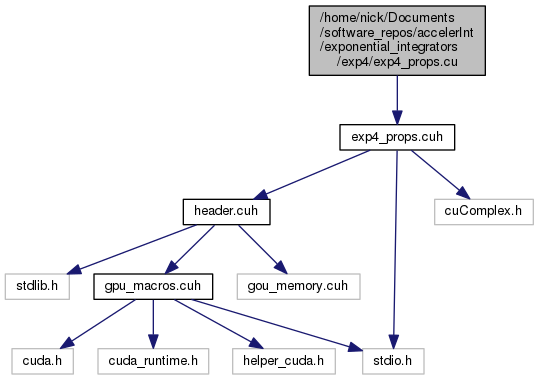 /home/nick/Documents
/software_repos/accelerInt
/exponential_integrators
/exp4/exp4_props.cu
exp4_props.cuh
header.cuh
cuComplex.h
stdlib.h
gpu_macros.cuh
gou_memory.cuh
cuda.h
cuda_runtime.h
helper_cuda.h
stdio.h